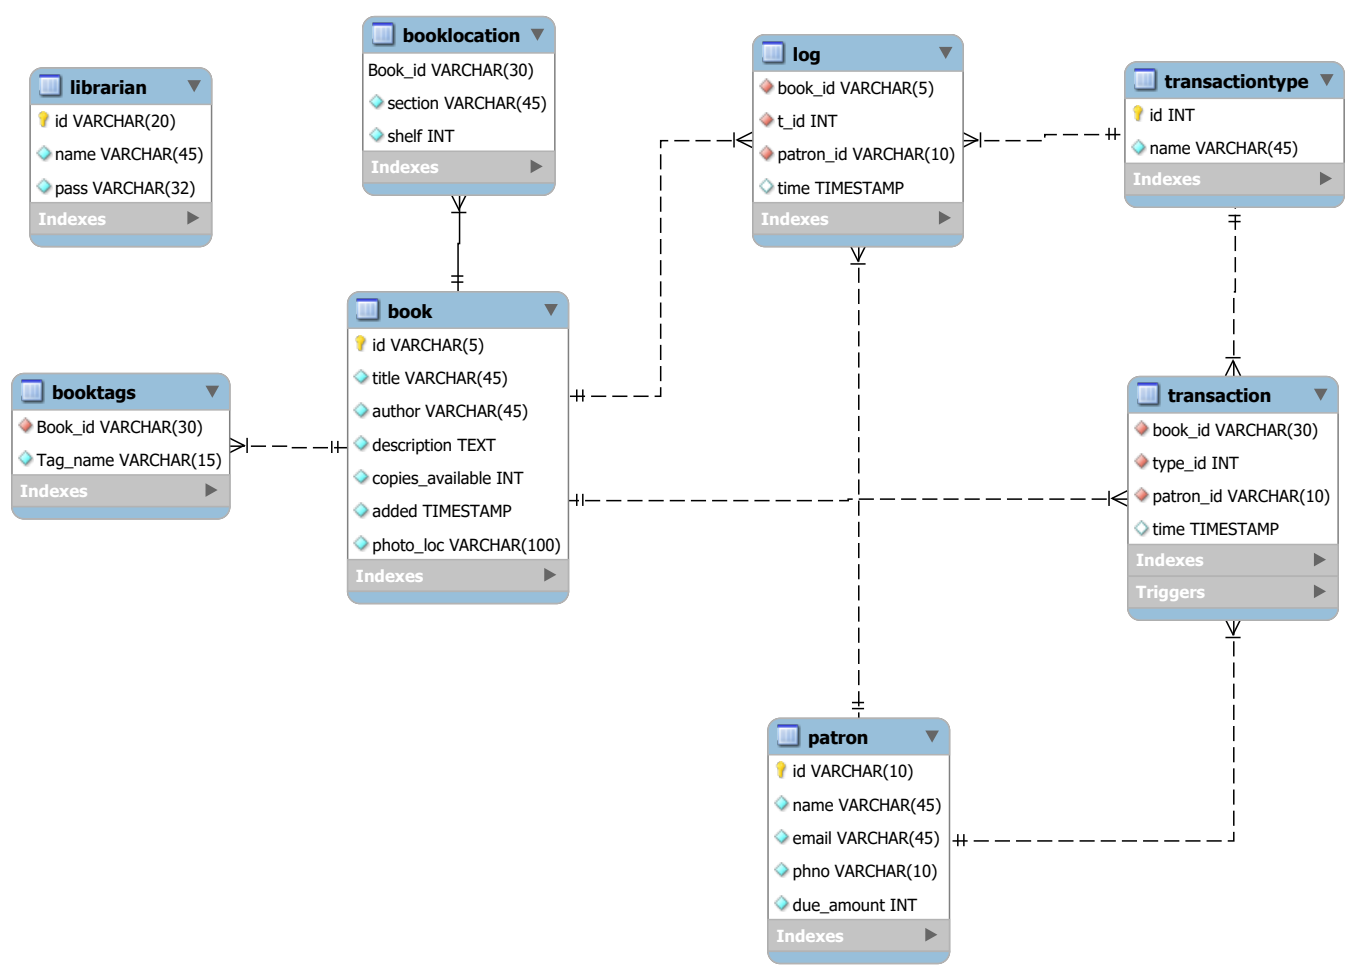 librarian
id VARCHAR(20)
name VARCHAR(45)
pass VARCHAR(32)
Indexes
booklocation
Book_id VARCHAR(30)
section VARCHAR(45)
shelf INT
Indexes
log
book_id VARCHAR(5)
t_id INT
patron_id VARCHAR(10)
time TIMESTAMP
Indexes
transactiontype
id INT
name VARCHAR(45)
Indexes
booktags
Book_id VARCHAR(30)
Tag_name VARCHAR(15)
Indexes
book
id VARCHAR(5)
title VARCHAR(45)
author VARCHAR(45)
description TEXT
copies_available INT
added TIMESTAMP
photo_loc VARCHAR(100)
Indexes
transaction
book_id VARCHAR(30)
type_id INT
patron_id VARCHAR(10)
time TIMESTAMP
Indexes
Triggers
patron
id VARCHAR(10)
name VARCHAR(45)
email VARCHAR(45)
phno VARCHAR(10)
due_amount INT
Indexes